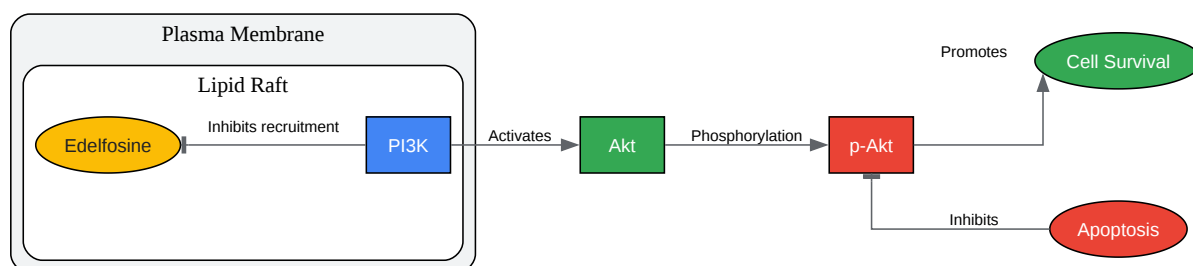 Plasma Membrane
Lipid Raft
Edelfosine
Inhibits recruitment
PI3K
Activates
Akt
Phosphorylation
p-Akt
Promotes
Cell Survival
Inhibits
Apoptosis